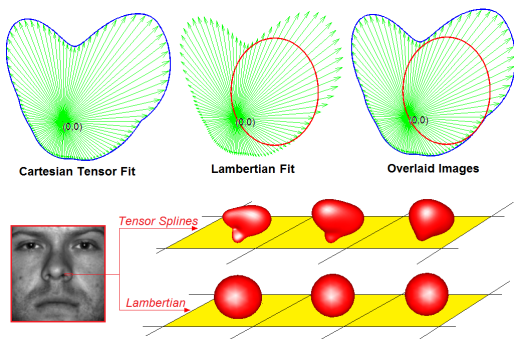 (0,0)
(0,0)
(0,0)
Cartesian Tensor Fit
Lambertian Fit
Overlaid Images
Tensor Splines
Lambertian